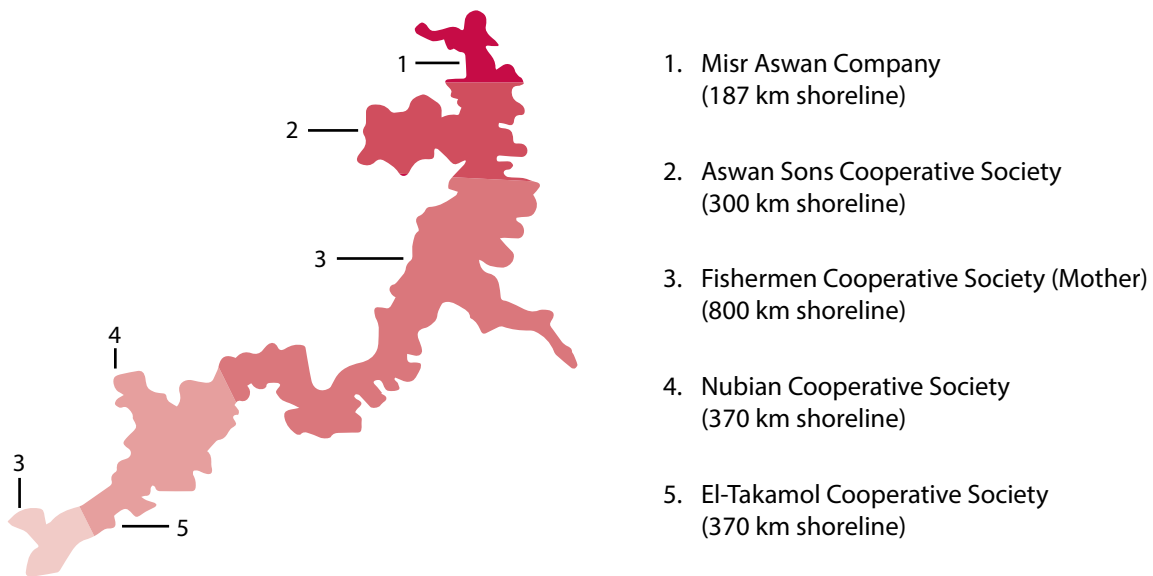 1
2
3
4
3
5
1. Misr Aswan Company
(187 km shoreline)
2. Aswan Sons Cooperative Society
(300 km shoreline)
3. Fishermen Cooperative Society (Mother)
(800 km shoreline)
4. Nubian Cooperative Society
(370 km shoreline)
5. El-Takamol Cooperative Society
(370 km shoreline)